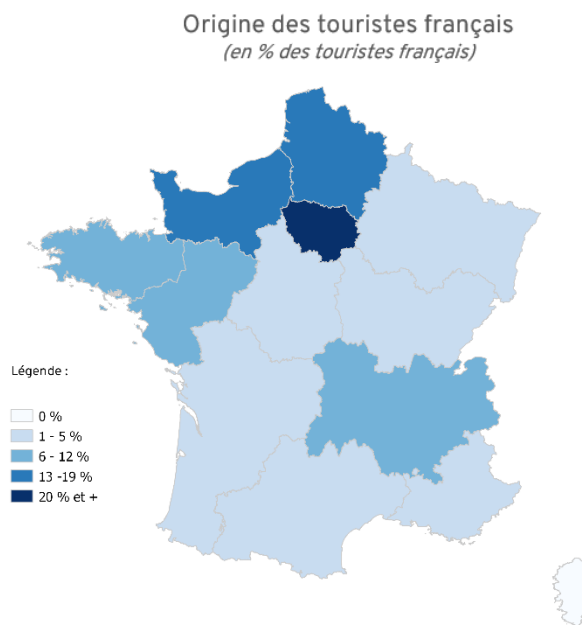 Origine des touristes français
(en % des touristes français)
Légende :
0 %
1 - 5 %
6 - 12 %
13 -19 %
20 % et +